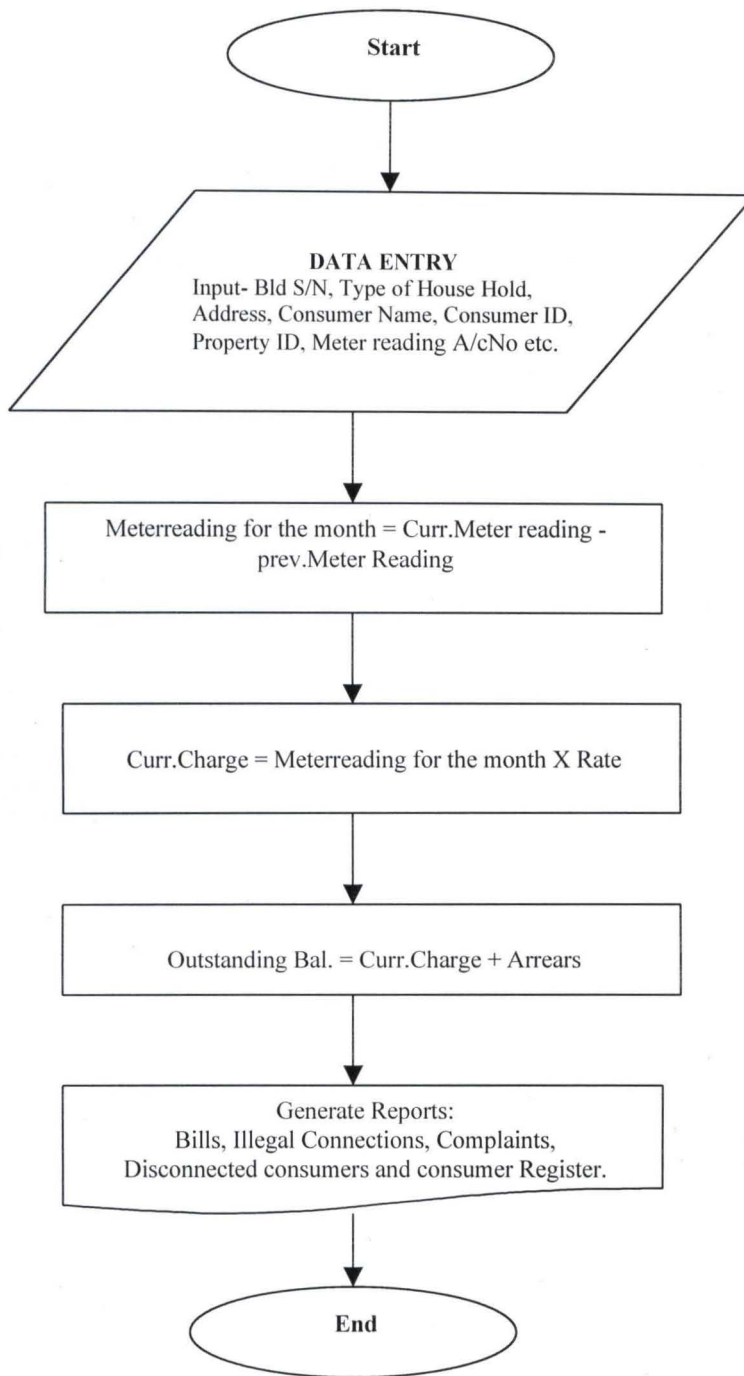 Start
DATA ENTRY
Input- Bld S/N, Type of House Hold,
Address, Consumer Name, Consumer ID,
Property ID, Meter reading A/cNo etc.
Meterreading for the month = Curr.Meter reading -
prev.Meter Reading
Curr.Charge = Meterreading for the month X Rate
Outstanding Bal. = Curr.Charge + Arrears
Generate Reports:
Bills, Illegal Connections, Complaints,
Disconnected consumers and consumer Register.
End